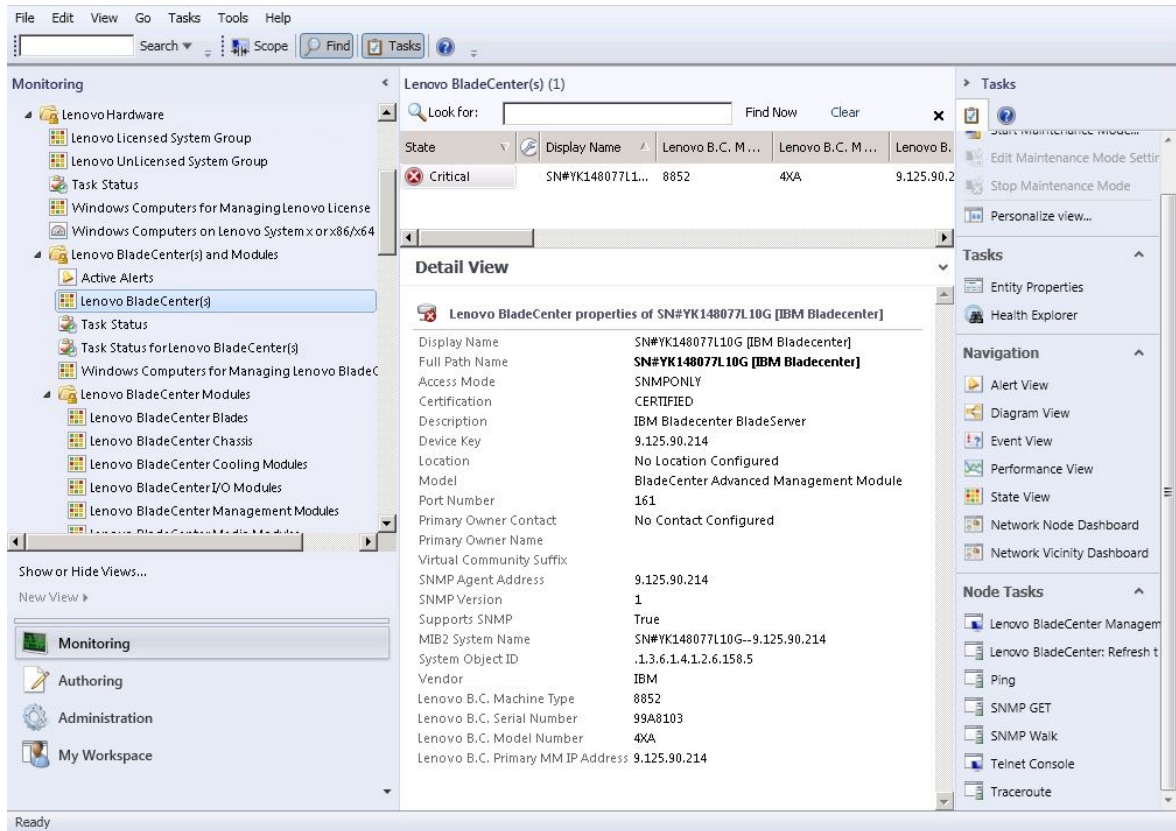 File Edit View Go Tasks Tools Help
Search Scope Find Tasks
Monitoring
Lenovo Hardware
Lenovo Licensed System Group
Lenovo UnLicensed System Group
Task Status
Windows Computers for Managing Lenovo License
Windows Computers on Lenovo System x or x86/x64
Lenovo BladeCenter(s) and Modules
Active Alerts
Lenovo BladeCenter(s)
Task Status
Task Status for Lenovo BladeCenter(s)
Windows Computers for Managing Lenovo BladeC
Lenovo BladeCenter Modules
Lenovo BladeCenter Blades
Lenovo BladeCenter Chassis
Lenovo BladeCenter Cooling Modules
Lenovo BladeCenter I/O Modules
Lenovo BladeCenter Management Modules
Lenovo BladeCenter Media Modules
Show or Hide Views...
New View
Monitoring
Authoring
Administration
My Workspace
Ready
Lenovo BladeCenter(s) (1)
Look for: Find Now Clear
State Display Name Lenovo B.C. M... Lenovo B.C. M... Lenovo B.
Critical SN#YK148077L1... 8852 4XA 9.125.90.2
Detail View
Lenovo BladeCenter properties of SN#YK148077L10G [IBM Bladecenter]
Display Name SN#YK148077L10G [IBM Bladecenter]
Full Path Name SN#YK148077L10G [IBM Bladecenter]
Access Mode SNMPONLY
Certification CERTIFIED
Description IBM Bladecenter BladeServer
Device Key 9.125.90.214
Location No Location Configured
Model BladeCenter Advanced Management Module
Port Number 161
Primary Owner Contact No Contact Configured
Primary Owner Name
Virtual Community Suffix
SNMP Agent Address 9.125.90.214
SNMP Version 1
Supports SNMP True
MIB2 System Name SN#YK148077L10G--9.125.90.214
System Object ID .1.3.6.1.4.1.2.6.158.5
Vendor IBM
Lenovo B.C. Machine Type 8852
Lenovo B.C. Serial Number 99A8103
Lenovo B.C. Model Number 4XA
Lenovo B.C. Primary MM IP Address 9.125.90.214
Tasks
Start Maintenance Mode...
Edit Maintenance Mode Settin
Stop Maintenance Mode
Personalize view...
Tasks
Entity Properties
Health Explorer
Navigation
Alert View
Diagram View
Event View
Performance View
State View
Network Node Dashboard
Network Vicinity Dashboard
Node Tasks
Lenovo BladeCenter Managem
Lenovo BladeCenter: Refresh t
Ping
SNMP GET
SNMP Walk
Telnet Console
Traceroute